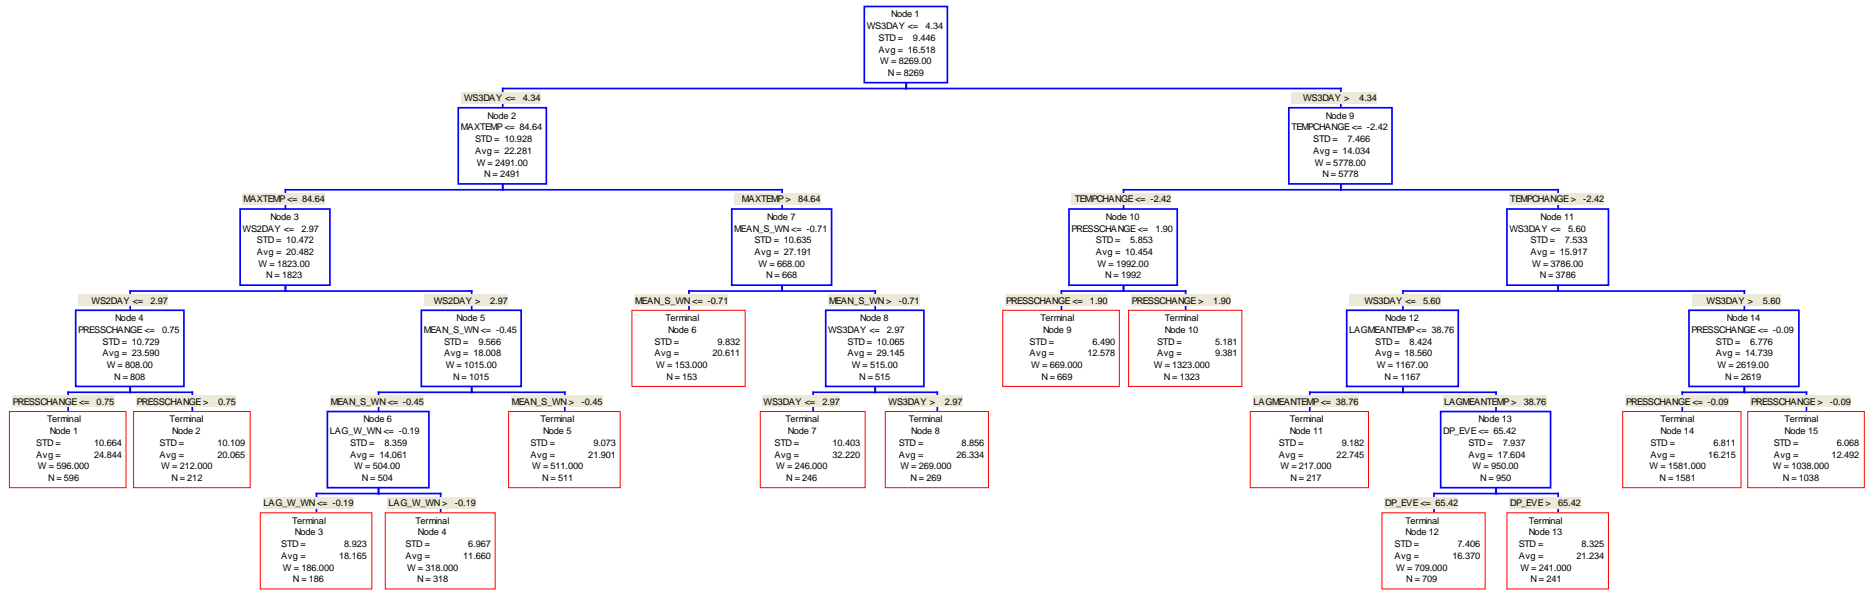 Node 1
WS3DAY <= 4.34
STD = 9.446
Avg = 16.518
W = 8269.00
N = 8269
WS3DAY <= 4.34
WS3DAY > 4.34
Node 2
MAXTEMP <= 84.64
STD = 10.928
Avg = 22.281
W = 2491.00
N = 2491
Node 9
TEMPCHANGE <= -2.42
STD = 7.466
Avg = 14.034
W = 5778.00
N = 5778
MAXTEMP <= 84.64
MAXTEMP > 84.64
TEMPCHANGE <= -2.42
TEMPCHANGE > -2.42
Node 3
WS2DAY <= 2.97
STD = 10.472
Avg = 20.482
W = 1823.00
N = 1823
Node 7
MEAN_S_WN <= -0.71
STD = 10.635
Avg = 27.191
W = 668.00
N = 668
Node 10
PRESSCHANGE <= 1.90
STD = 5.853
Avg = 10.454
W = 1992.00
N = 1992
Node 11
WS3DAY <= 5.60
STD = 7.533
Avg = 15.917
W = 3786.00
N = 3786
WS2DAY <= 2.97
WS2DAY > 2.97
MEAN_S_WN <= -0.71
MEAN_S_WN > -0.71
PRESSCHANGE <= 1.90
PRESSCHANGE > 1.90
WS3DAY <= 5.60
WS3DAY > 5.60
Node 4
PRESSCHANGE <= 0.75
STD = 10.729
Avg = 23.590
W = 808.00
N = 808
Node 5
MEAN_S_WN <= -0.45
STD = 9.566
Avg = 18.008
W = 1015.00
N = 1015
Terminal
Node 6
STD = 9.832
Avg = 20.611
W = 153.000
N = 153
Node 8
WS3DAY <= 2.97
STD = 10.065
Avg = 29.145
W = 515.00
N = 515
Terminal
Node 9
STD = 6.490
Avg = 12.578
W = 669.000
N = 669
Terminal
Node 10
STD = 5.181
Avg = 9.381
W = 1323.000
N = 1323
Node 12
LAGMEANTEMP <= 38.76
STD = 8.424
Avg = 18.560
W = 1167.00
N = 1167
Node 14
PRESSCHANGE <= -0.09
STD = 6.776
Avg = 14.739
W = 2619.00
N = 2619
PRESSCHANGE <= 0.75
PRESSCHANGE > 0.75
MEAN_S_WN <= -0.45
MEAN_S_WN > -0.45
WS3DAY <= 2.97
WS3DAY > 2.97
LAGMEANTEMP <= 38.76
LAGMEANTEMP > 38.76
PRESSCHANGE <= -0.09
PRESSCHANGE > -0.09
Terminal
Node 1
STD = 10.664
Avg = 24.844
W = 596.000
N = 596
Terminal
Node 2
STD = 10.109
Avg = 20.065
W = 212.000
N = 212
Node 6
LAG_W_WN <= -0.19
STD = 8.359
Avg = 14.061
W = 504.00
N = 504
Terminal
Node 5
STD = 9.073
Avg = 21.901
W = 511.000
N = 511
Terminal
Node 7
STD = 10.403
Avg = 32.220
W = 246.000
N = 246
Terminal
Node 8
STD = 8.856
Avg = 26.334
W = 269.000
N = 269
Terminal
Node 11
STD = 9.182
Avg = 22.745
W = 217.000
N = 217
Node 13
DP_EVE <= 65.42
STD = 7.937
Avg = 17.604
W = 950.00
N = 950
Terminal
Node 14
STD = 6.811
Avg = 16.215
W = 1581.000
N = 1581
Terminal
Node 15
STD = 6.068
Avg = 12.492
W = 1038.000
N = 1038
LAG_W_WN <= -0.19
LAG_W_WN > -0.19
DP_EVE <= 65.42
DP_EVE > 65.42
Terminal
Node 3
STD = 8.923
Avg = 18.165
W = 186.000
N = 186
Terminal
Node 4
STD = 6.967
Avg = 11.660
W = 318.000
N = 318
Terminal
Node 12
STD = 7.406
Avg = 16.370
W = 709.000
N = 709
Terminal
Node 13
STD = 8.325
Avg = 21.234
W = 241.000
N = 241